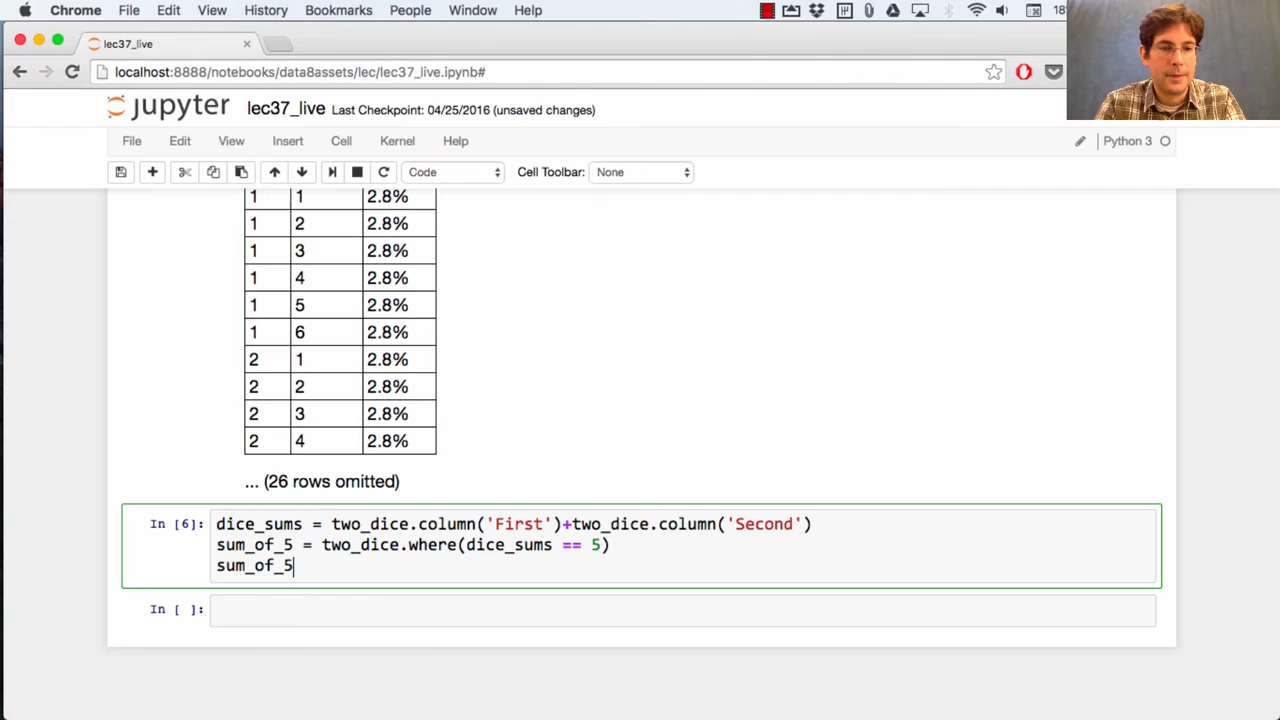 Chrome File Edit View History Bookmarks People Window Help
lec37_live
localhost:8888/notebooks/data8assets/lec/lec37_live.ipynb#
jupyter lec37_live Last Checkpoint: 04/25/2016 (unsaved changes)
File Edit View Insert Cell Kernel Help Python 3
Code Cell Toolbar: None
1 1 2.8%
1 2 2.8%
1 3 2.8%
1 4 2.8%
1 5 2.8%
1 6 2.8%
2 1 2.8%
2 2 2.8%
2 3 2.8%
2 4 2.8%
... (26 rows omitted)
In [6]: dice_sums = two_dice.column('First')+two_dice.column('Second')
sum_of_5 = two_dice.where(dice_sums == 5)
sum_of_5
In [ ]: